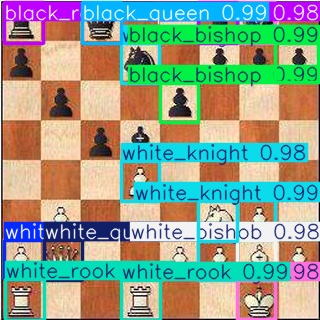 black_r black_queen 0.99 0.98
black_bishop 0.99
black_bishop 0.99
white_knight 0.98
white_knight 0.99
whit white_qu white_bishop 0.98
white_rook white_rook 0.99 .98